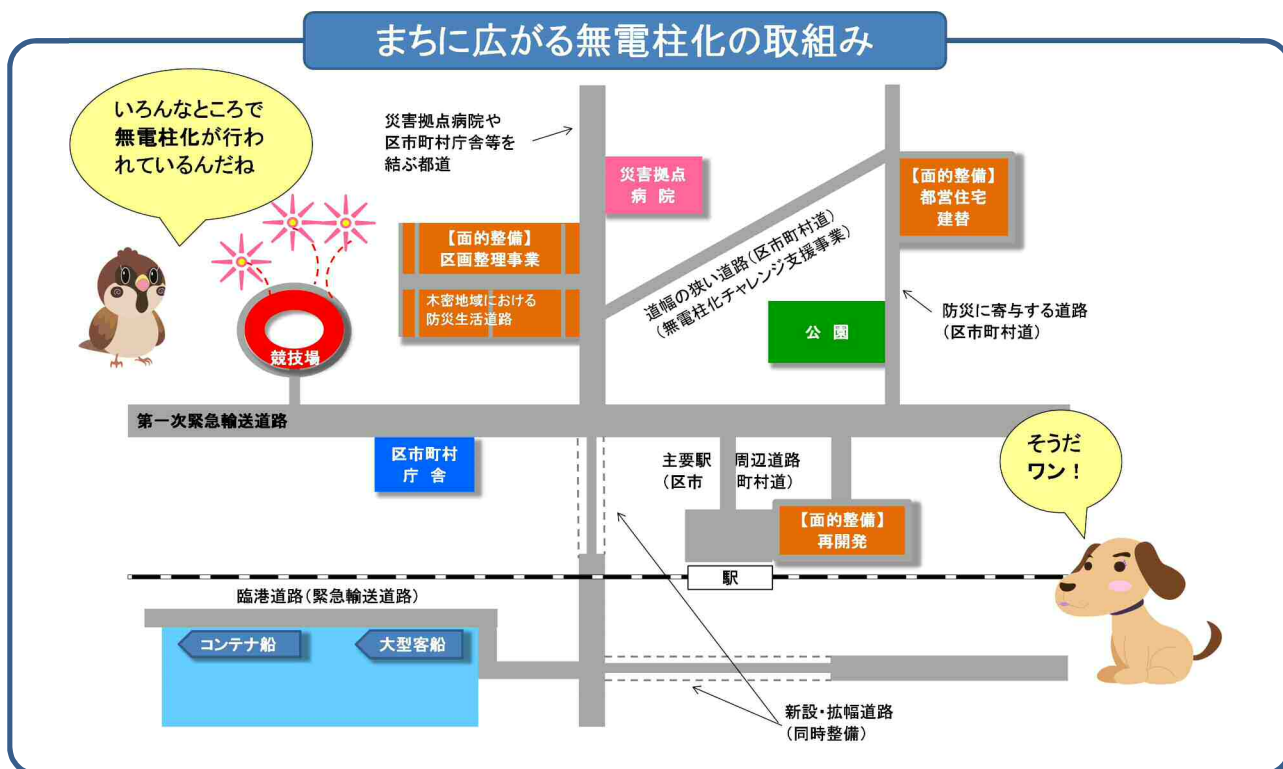 まちに広がる無電柱化の取組み
いろんなところで
無電柱化が行わ
れているんだね
災害拠点病院や
区市町村庁舎等を
結ぶ都道
災害拠点
病 院
【面的整備】
都営住宅
建替
【面的整備】
区画整理事業
木密地域における
防災生活道路
道幅の狭い道路(区市町村道)
(無電柱化チャレンジ支援事業)
防災に寄与する道路
(区市町村道)
公 園
競技場
第一次緊急輸送道路
区市町村
庁 舎
主要駅 周辺道路
(区市 町村道)
そうだ
ワン！
【面的整備】
再開発
駅
臨港道路(緊急輸送道路)
コンテナ船
大型客船
新設・拡幅道路
(同時整備)